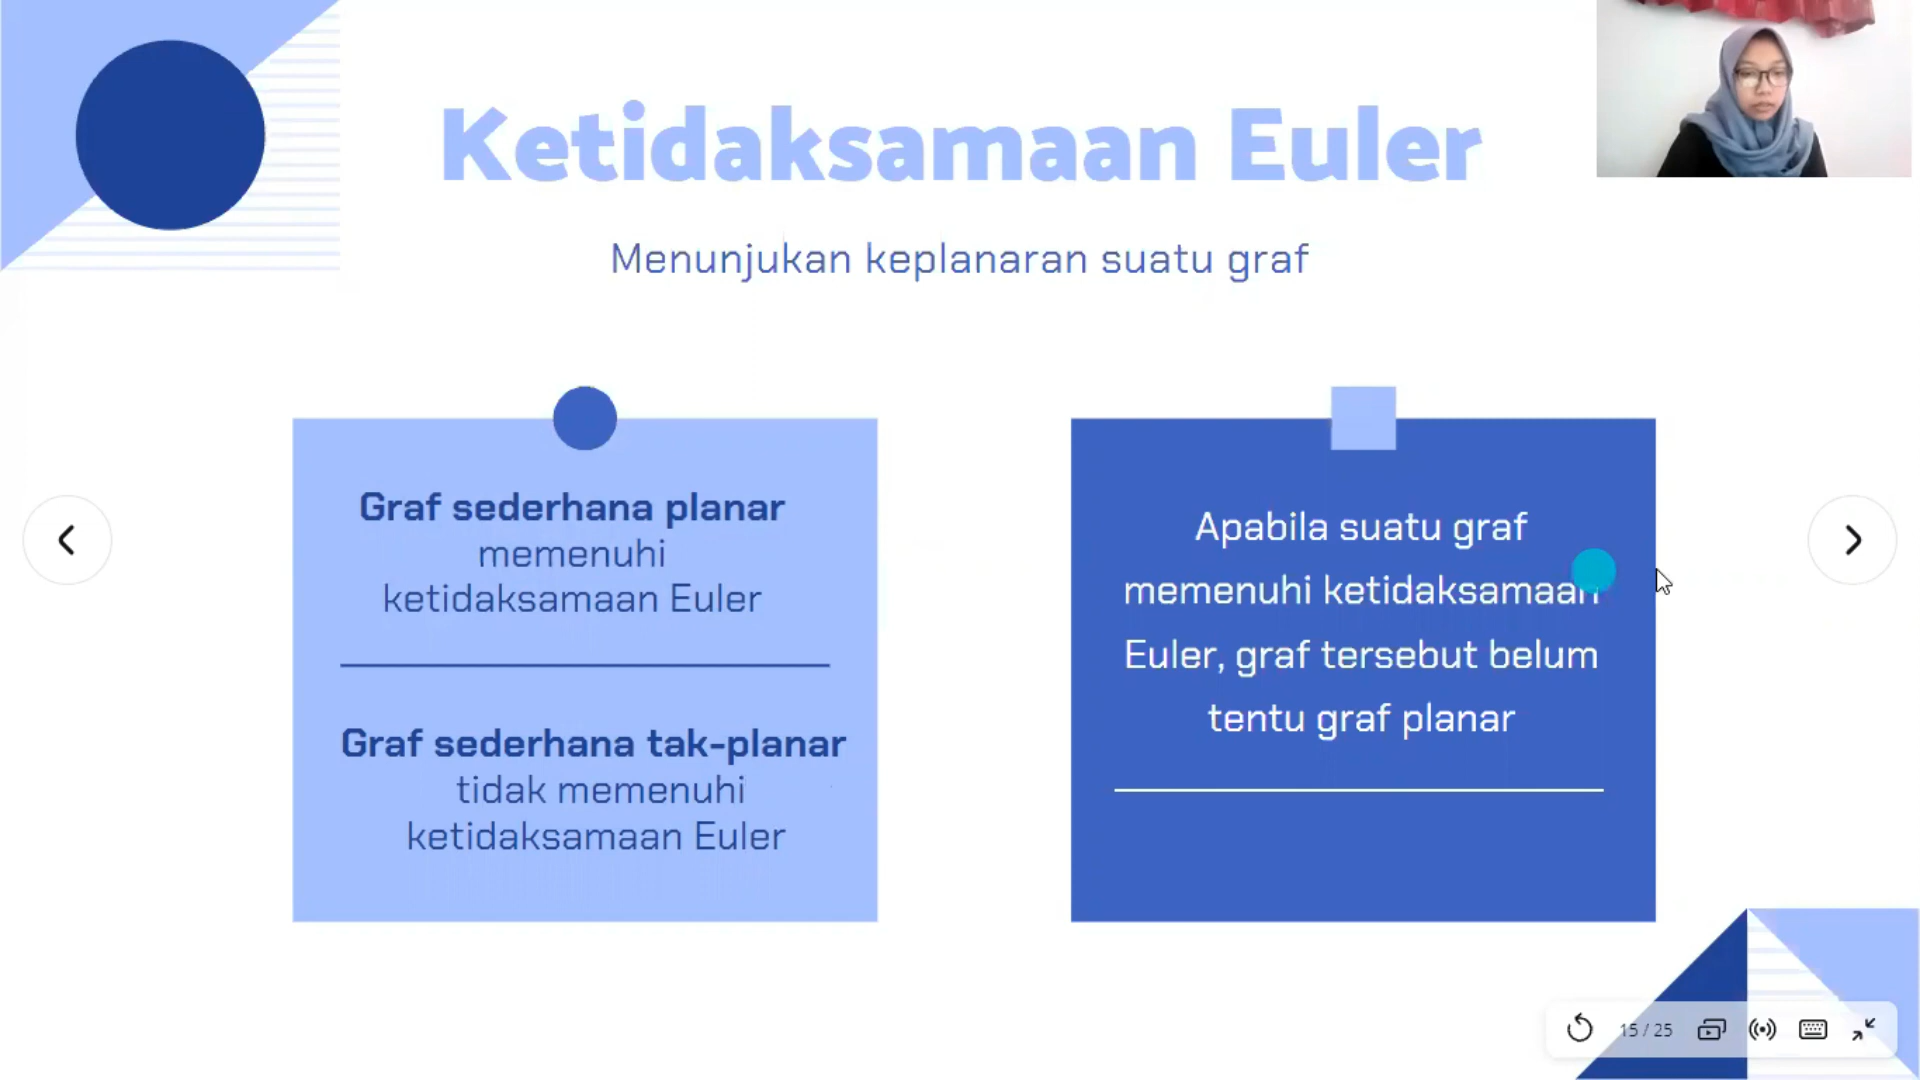 Ketidaksamaan Euler
Menunjukan keplanaran suatu graf
Graf sederhana planar
memenuhi
ketidaksamaan Euler
Graf sederhana tak-planar
tidak memenuhi
ketidaksamaan Euler
Apabila suatu graf
memenuhi ketidaksamaan
Euler, graf tersebut belum
tentu graf planar
15 / 25